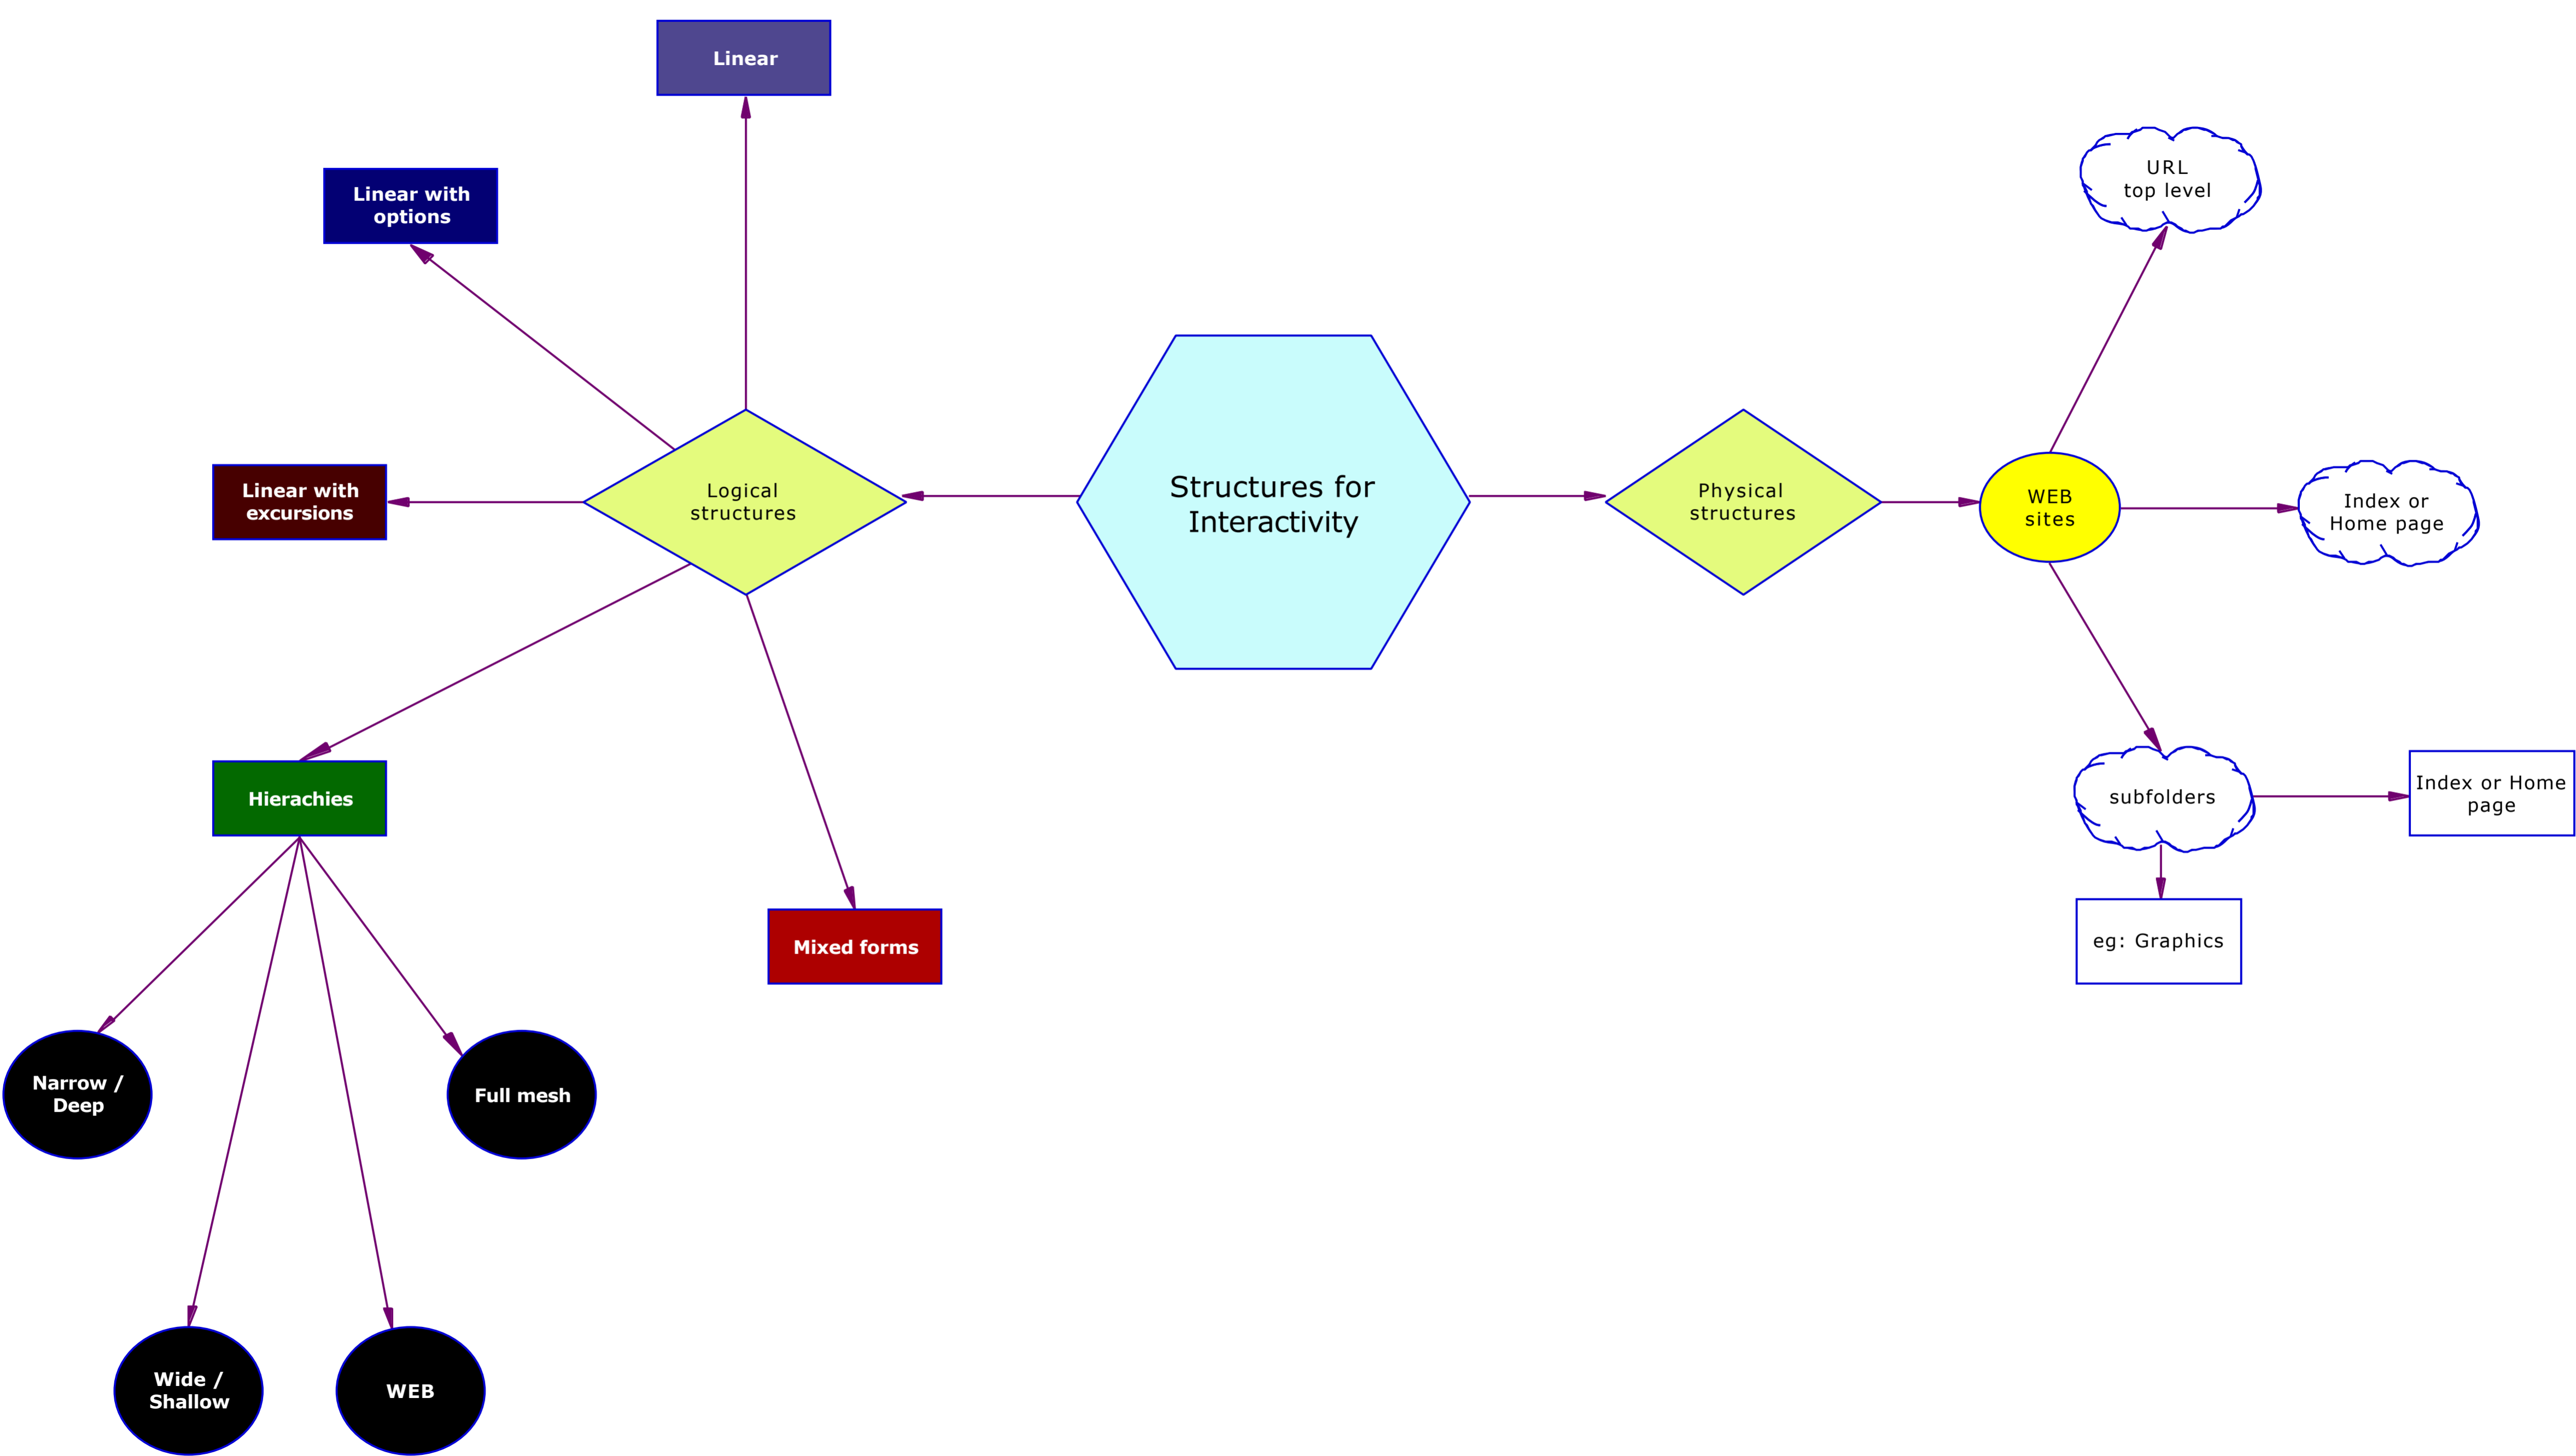 Linear
URL
top level
Linear with
options
Structures for
Interactivity
Logical
structures
Linear with
excursions
Physical
structures
WEB
sites
Index or
Home page
Hierachies
subfolders
Index or Home
page
Mixed forms
eg: Graphics
Narrow /
Deep
Full mesh
Wide /
Shallow
WEB